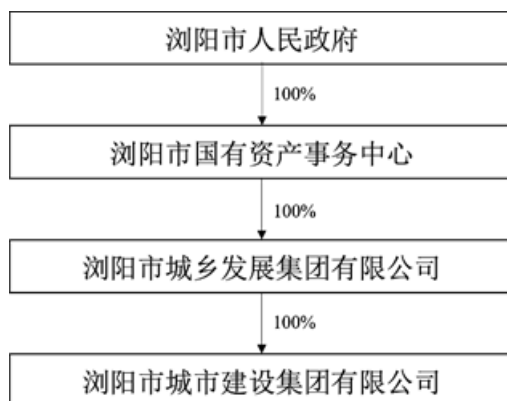 浏阳市人民政府
100%
浏阳市国有资产事务中心
100%
浏阳市城乡发展集团有限公司
100%
浏阳市城市建设集团有限公司